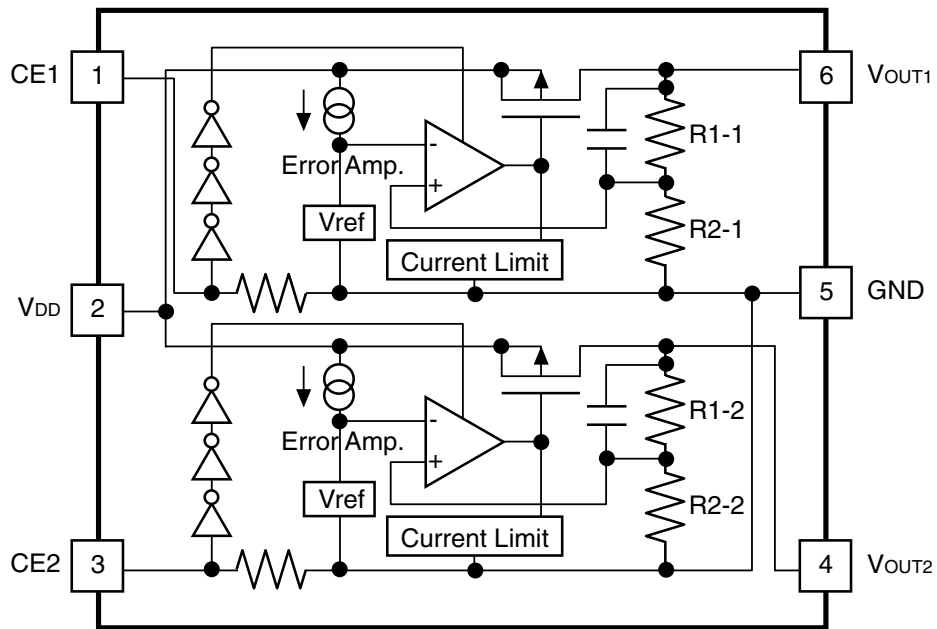 CE1
1
6
VOUT1
R1-1
-
Error Amp.
+
Vref
R2-1
Current Limit
VDD
2
5
GND
R1-2
-
Error Amp.
+
Vref
R2-2
Current Limit
CE2
3
4
VOUT2